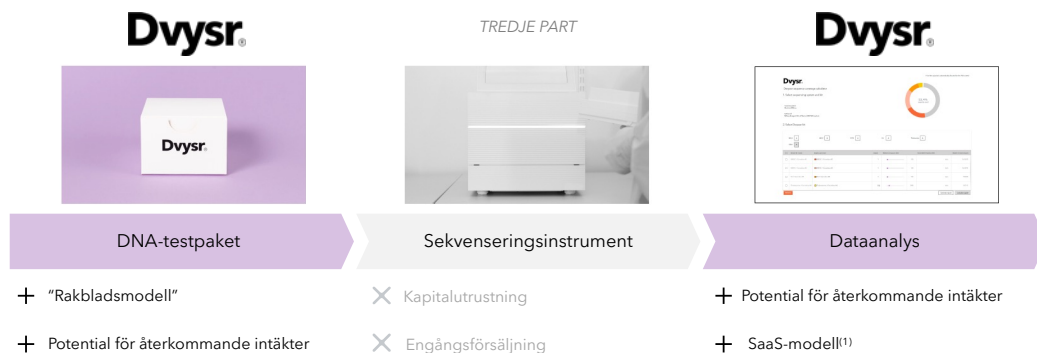 Dvysr®
TREDJE PART
Dvysr®
Dvysr.
Dvysr.
DNA-testpaket
Sekvenseringsinstrument
Dataanalys
+ “Rakbladsmodell”
× Kapitalutrustning
+ Potential för återkommande intäkter
+ Potential för återkommande intäkter
× Engångsförsäljning
+ SaaS-modell(1)